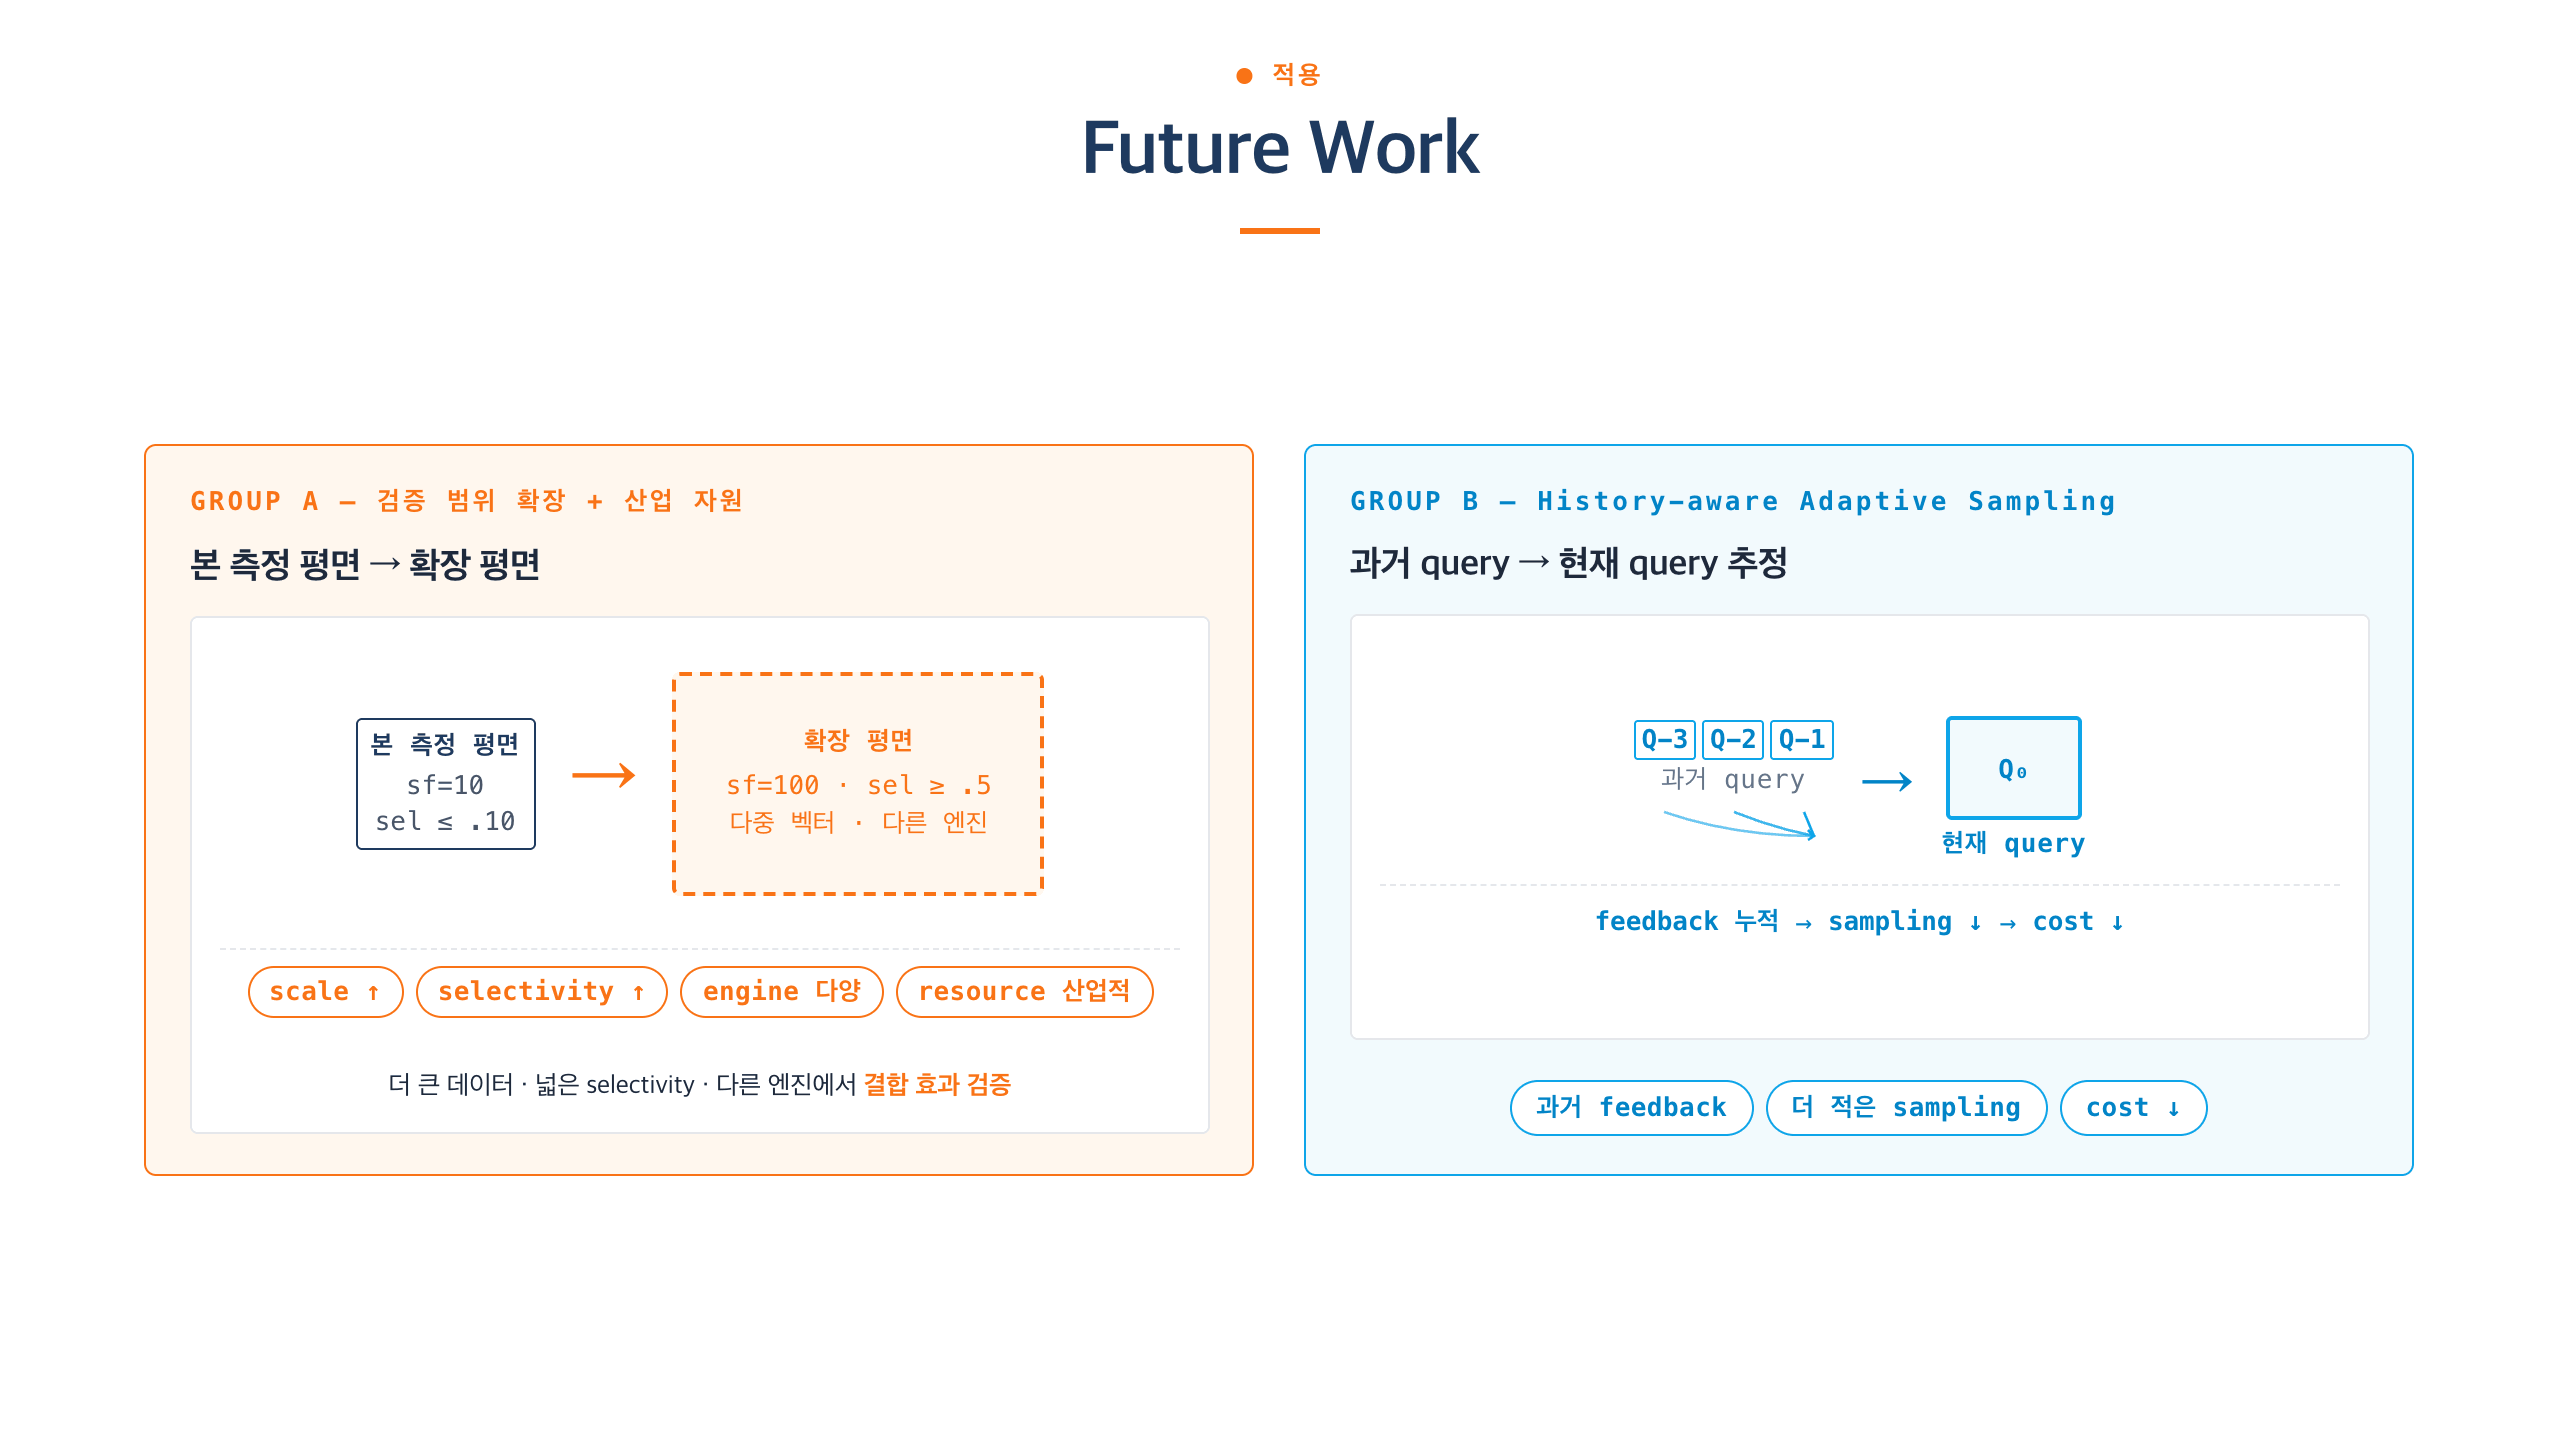 적용
Future Work
GROUP A — 검증 범위 확장 + 산업 자원
본 측정 평면 → 확장 평면
본 측정 평면
sf=10
sel ≤ .10
→
확장 평면
sf=100 · sel ≥ .5
다중 벡터 · 다른 엔진
scale ↑
selectivity ↑
engine 다양
resource 산업적
더 큰 데이터 · 넓은 selectivity · 다른 엔진에서 결합 효과 검증
GROUP B — History-aware Adaptive Sampling
과거 query → 현재 query 추정
Q−3 Q−2 Q−1
과거 query
→
Q₀
현재 query
feedback 누적 → sampling ↓ → cost ↓
과거 feedback
더 적은 sampling
cost ↓